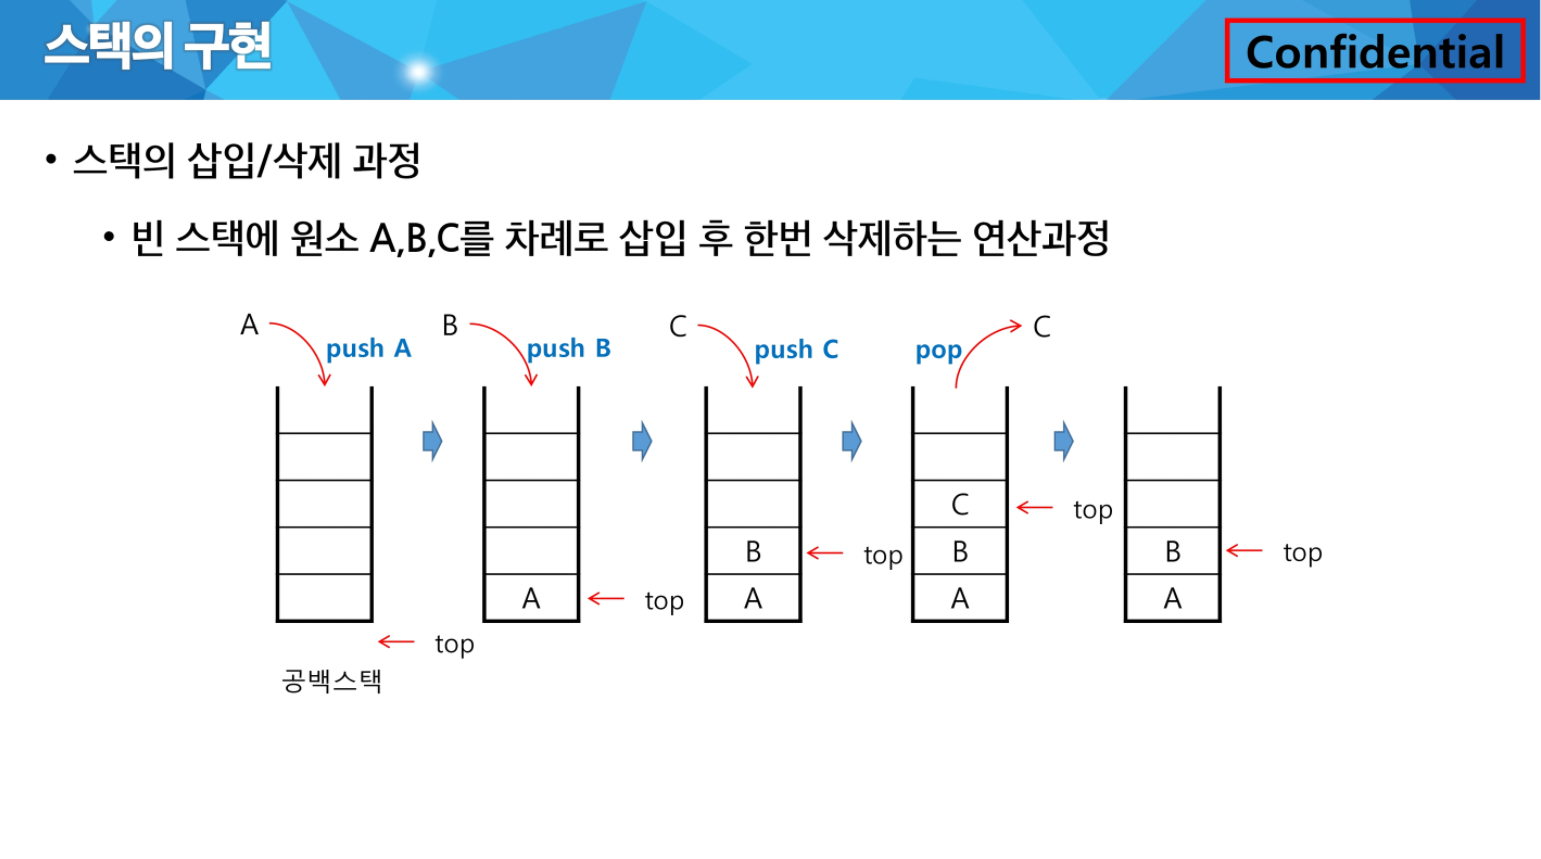 스택의 구현
Confidential
• 스택의 삽입/삭제 과정
• 빈 스택에 원소 A,B,C를 차례로 삽입 후 한번 삭제하는 연산과정
A push A B push B C push C pop C
C top
B top B B top
A top A A A
top
공백스택